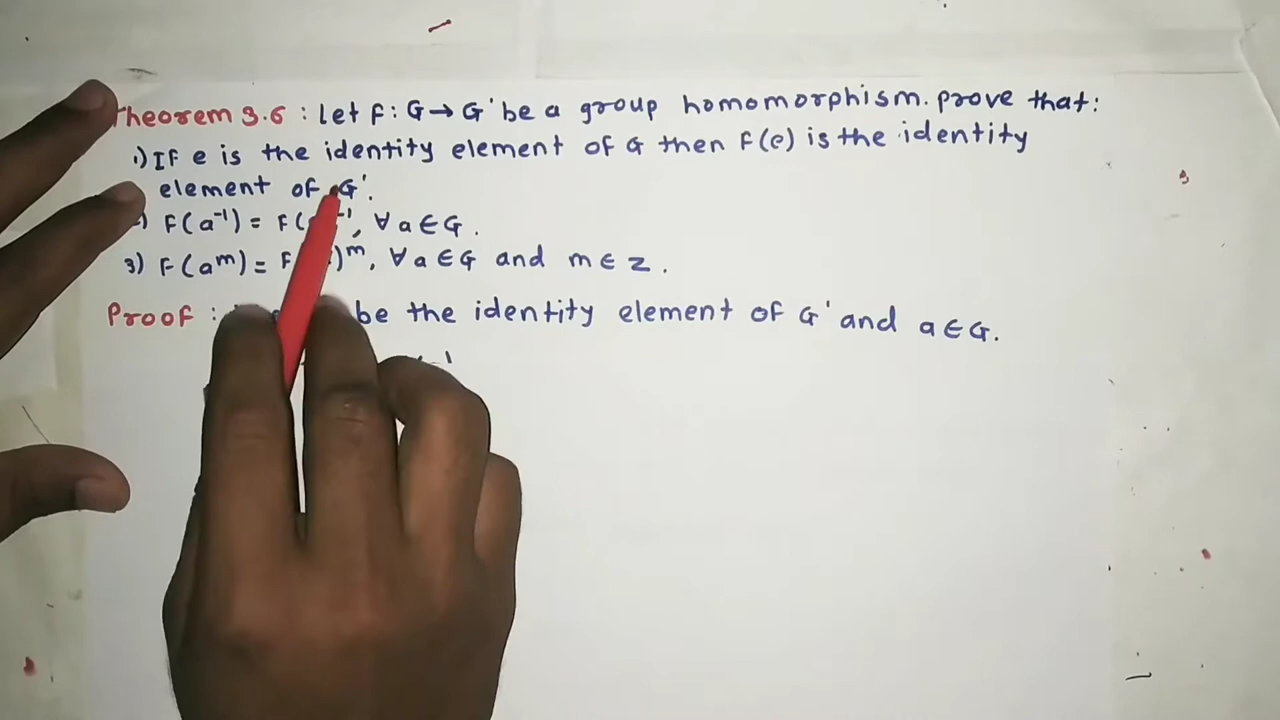 Theorem 3.6 : Let f : G → G' be a group homomorphism. prove that :
1) If e is the identity element of G then f(e) is the identity
element of G'.
) f(a⁻¹) = f( ⁻¹, ∀ a ∈ G .
3) f(aᵐ) = f )ᵐ, ∀ a ∈ G and m ∈ z .
Proof : be the identity element of G' and a ∈ G.